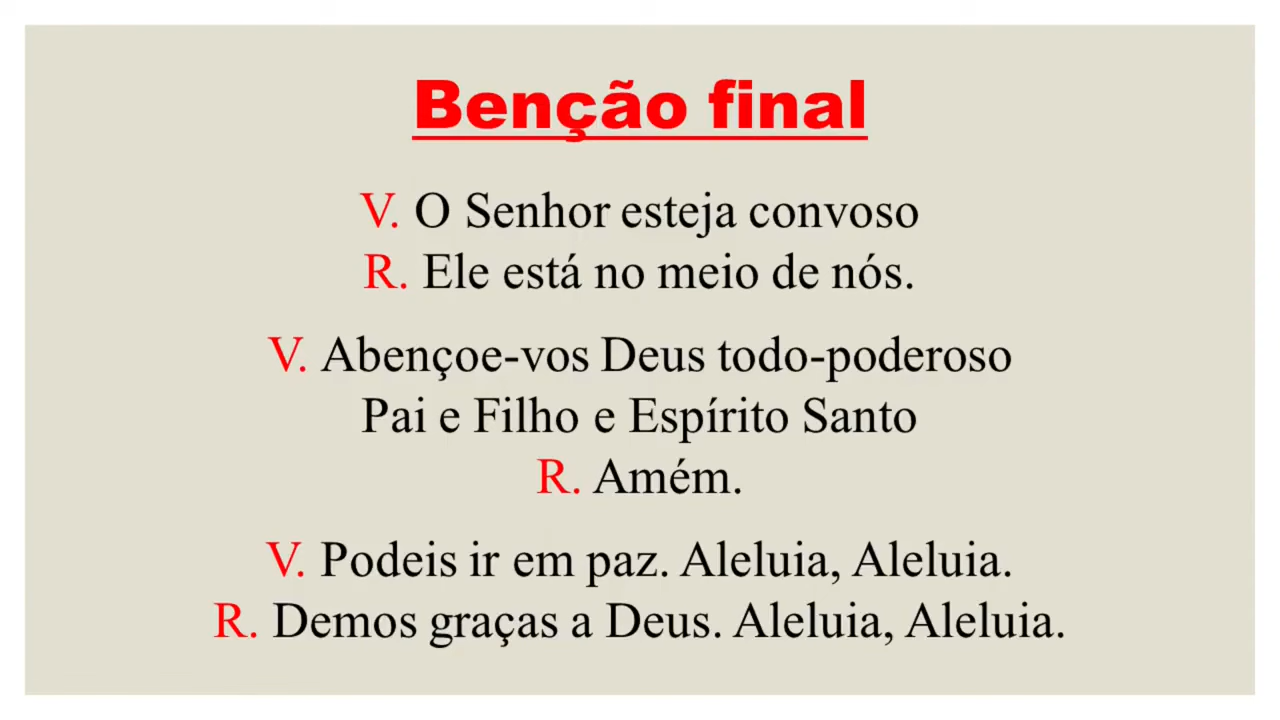 Benção final
V. O Senhor esteja convoso
R. Ele está no meio de nós.
V. Abençoe-vos Deus todo-poderoso
Pai e Filho e Espírito Santo
R. Amém.
V. Podeis ir em paz. Aleluia, Aleluia.
R. Demos graças a Deus. Aleluia, Aleluia.